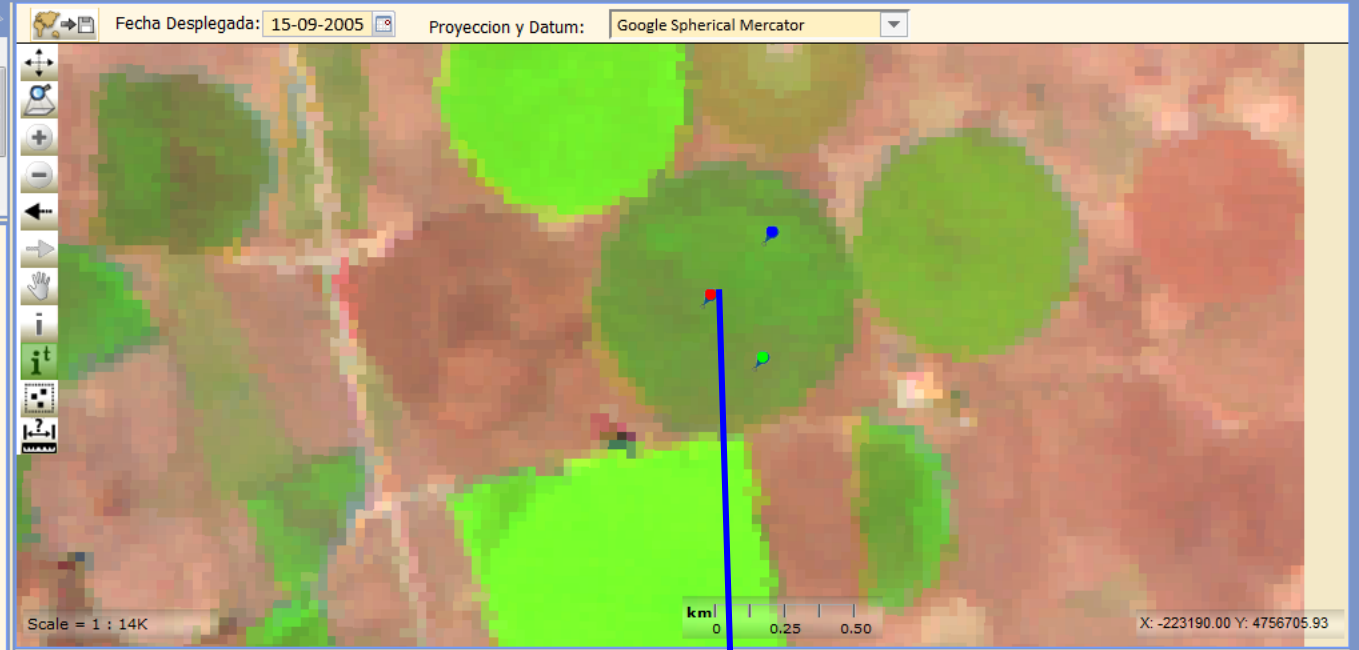 Fecha Desplegada: 15-09-2005 Proyeccion y Datum: Google Spherical Mercator
i
iᵗ
?
km
0 0.25 0.50
Scale = 1 : 14K
X: -223190.00 Y: 4756705.93